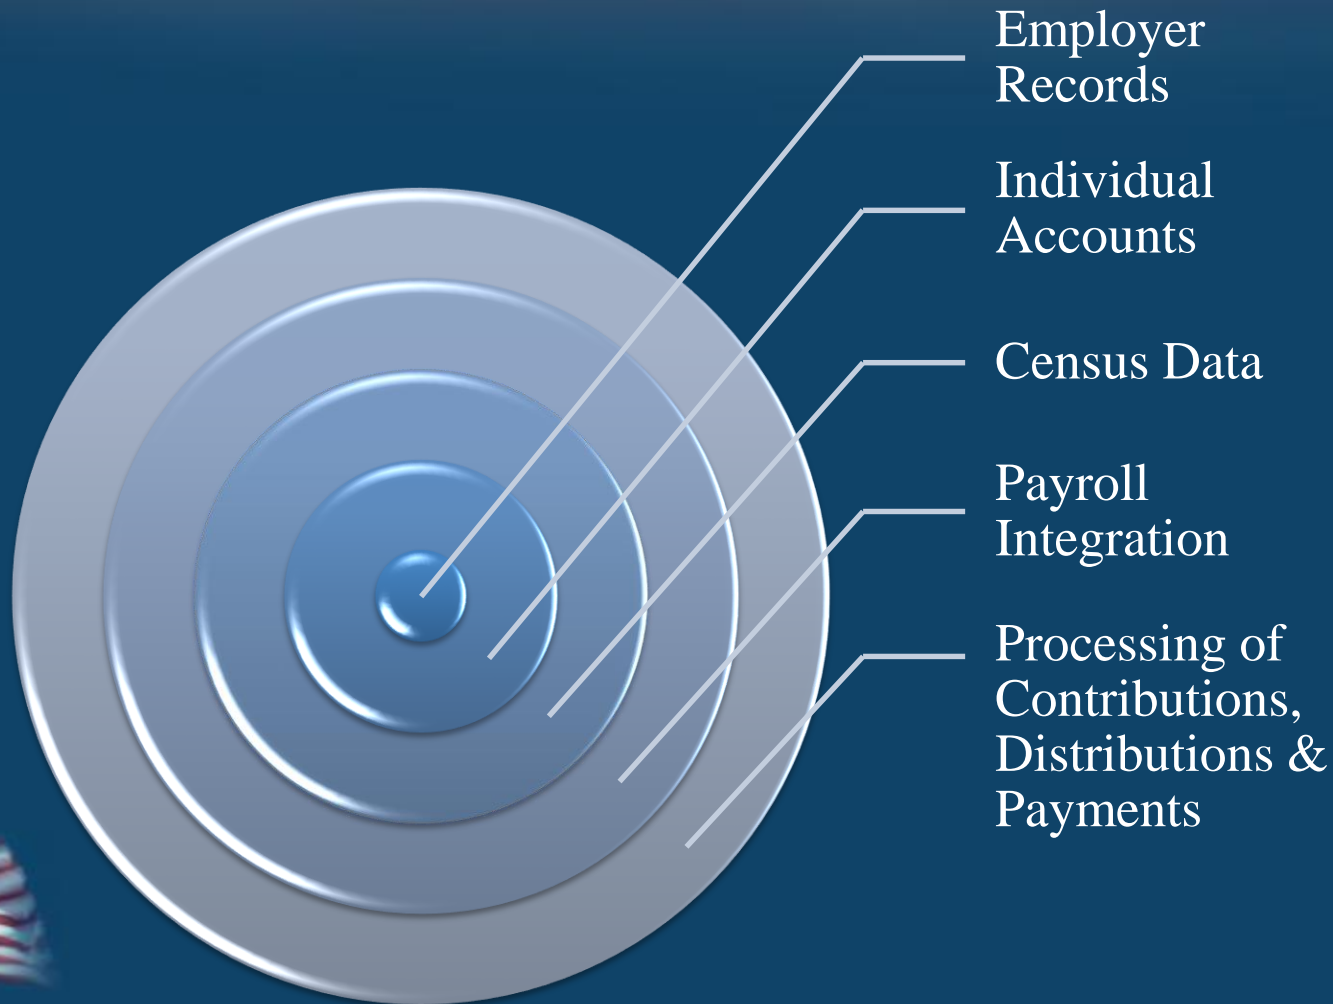 Employer
Records
Individual
Accounts
Census Data
Payroll
Integration
Processing of
Contributions,
Distributions &
Payments